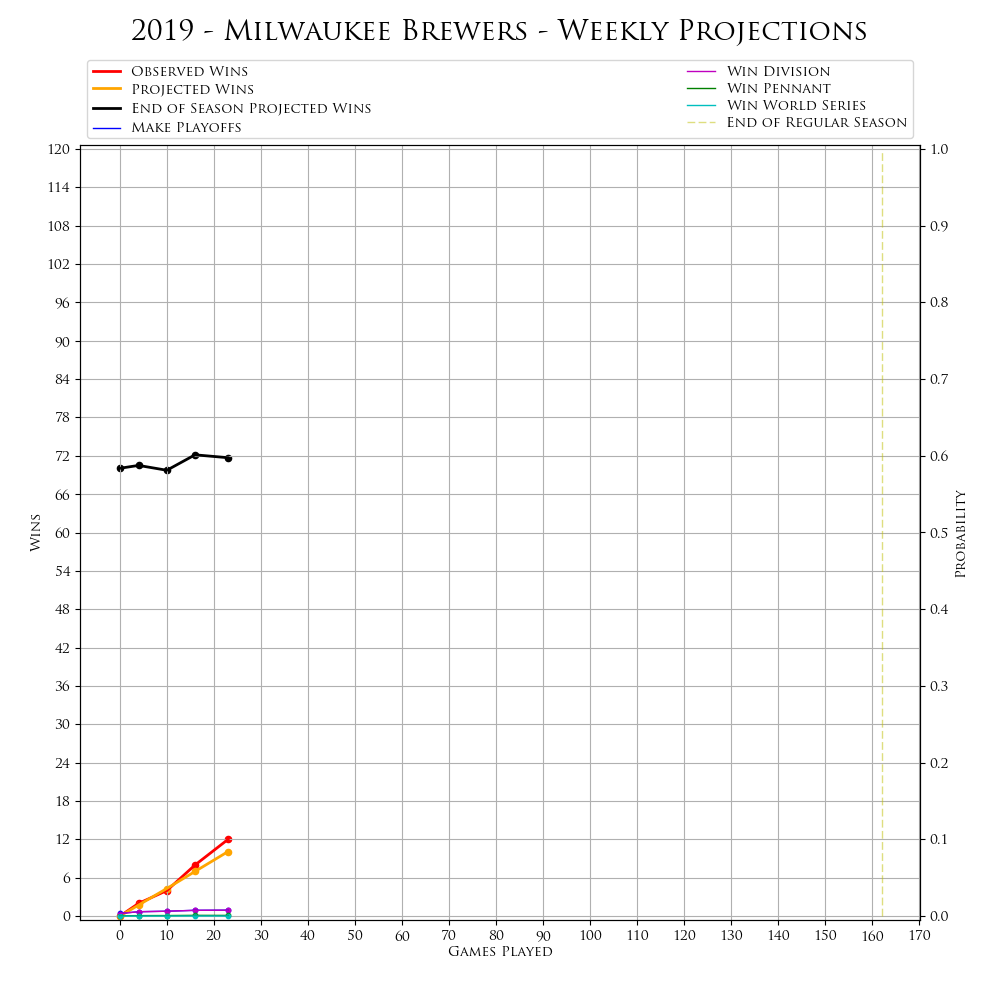 2019 - Milwaukee Brewers - Weekly Projections
Observed Wins
Projected Wins
End of Season Projected Wins
Make Playoffs
Win Division
Win Pennant
Win World Series
End of Regular Season
120
114
108
102
96
90
84
78
72
66
60
54
48
42
36
30
24
18
12
6
0
Wins
1.0
0.9
0.8
0.7
0.6
0.5
0.4
0.3
0.2
0.1
0.0
Probability
0 10 20 30 40 50 60 70 80 90 100 110 120 130 140 150 160 170
Games Played